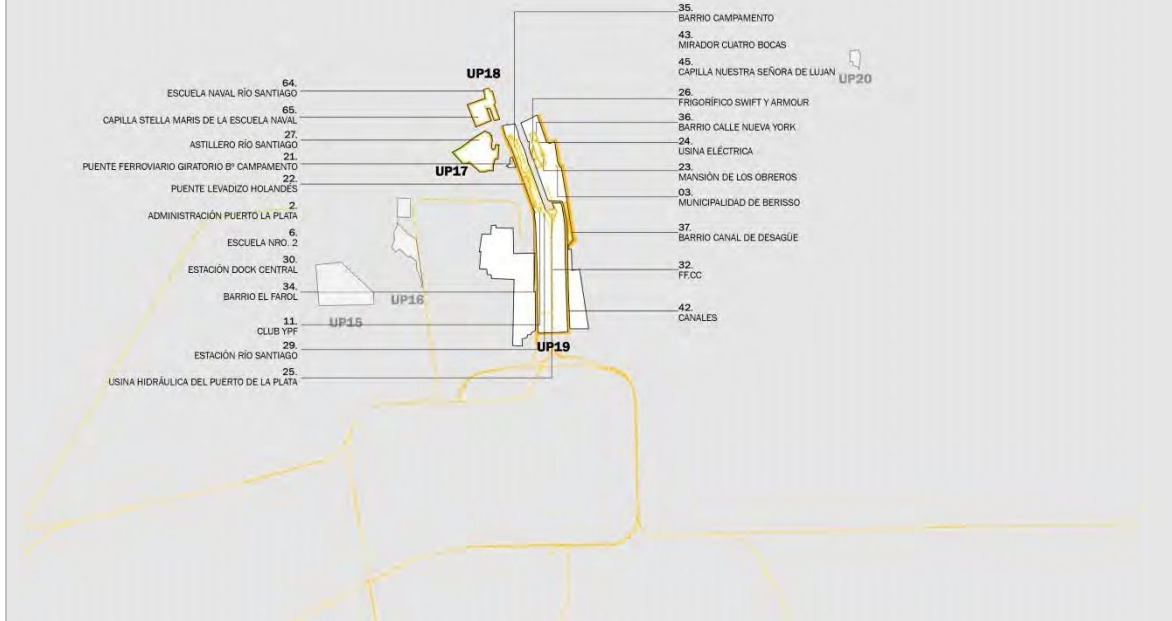 35.
BARRIO CAMPAMENTO
43.
MIRADOR CUATRO BOCAS
45.
CAPILLA NUESTRA SEÑORA DE LUJAN
UP20
26.
FRIGORÍFICO SWIFT Y ARMOUR
36.
BARRIO CALLE NUEVA YORK
24.
USINA ELÉCTRICA
23.
MANSIÓN DE LOS OBREROS
03.
MUNICIPALIDAD DE BERISSO
37.
BARRIO CANAL DE DESAGÜE
32.
FF.CC
42.
CANALES
UP18
64.
ESCUELA NAVAL RÍO SANTIAGO
65.
CAPILLA STELLA MARIS DE LA ESCUELA NAVAL
27.
ASTILLERO RÍO SANTIAGO
21.
PUENTE FERROVIARIO GIRATORIO Bº CAMPAMENTO
UP17
22.
PUENTE LEVADIZO HOLANDÉS
2.
ADMINISTRACIÓN PUERTO LA PLATA
6.
ESCUELA NRO. 2
30.
ESTACIÓN DOCK CENTRAL
34.
BARRIO EL FAROL
UP16
UP15
11.
CLUB YPF
29.
ESTACIÓN RÍO SANTIAGO
UP19
25.
USINA HIDRÁULICA DEL PUERTO DE LA PLATA